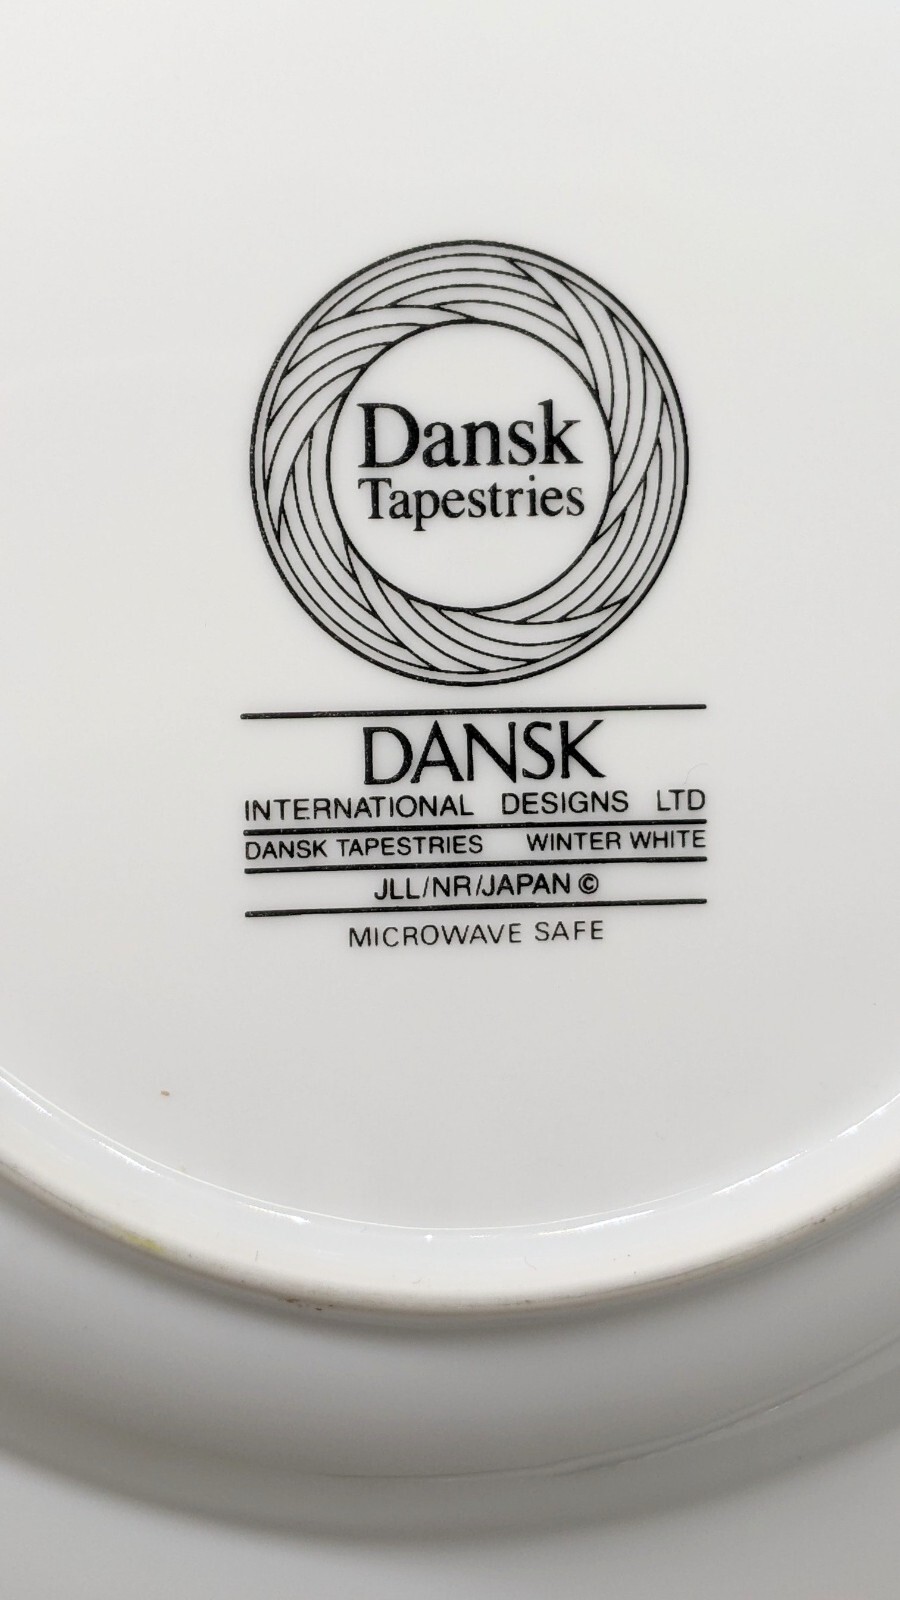 Dansk
Tapestries
DANSK
INTERNATIONAL DESIGNS LTD
DANSK TAPESTRIES WINTER WHITE
JLL/NR/JAPAN ©
MICROWAVE SAFE